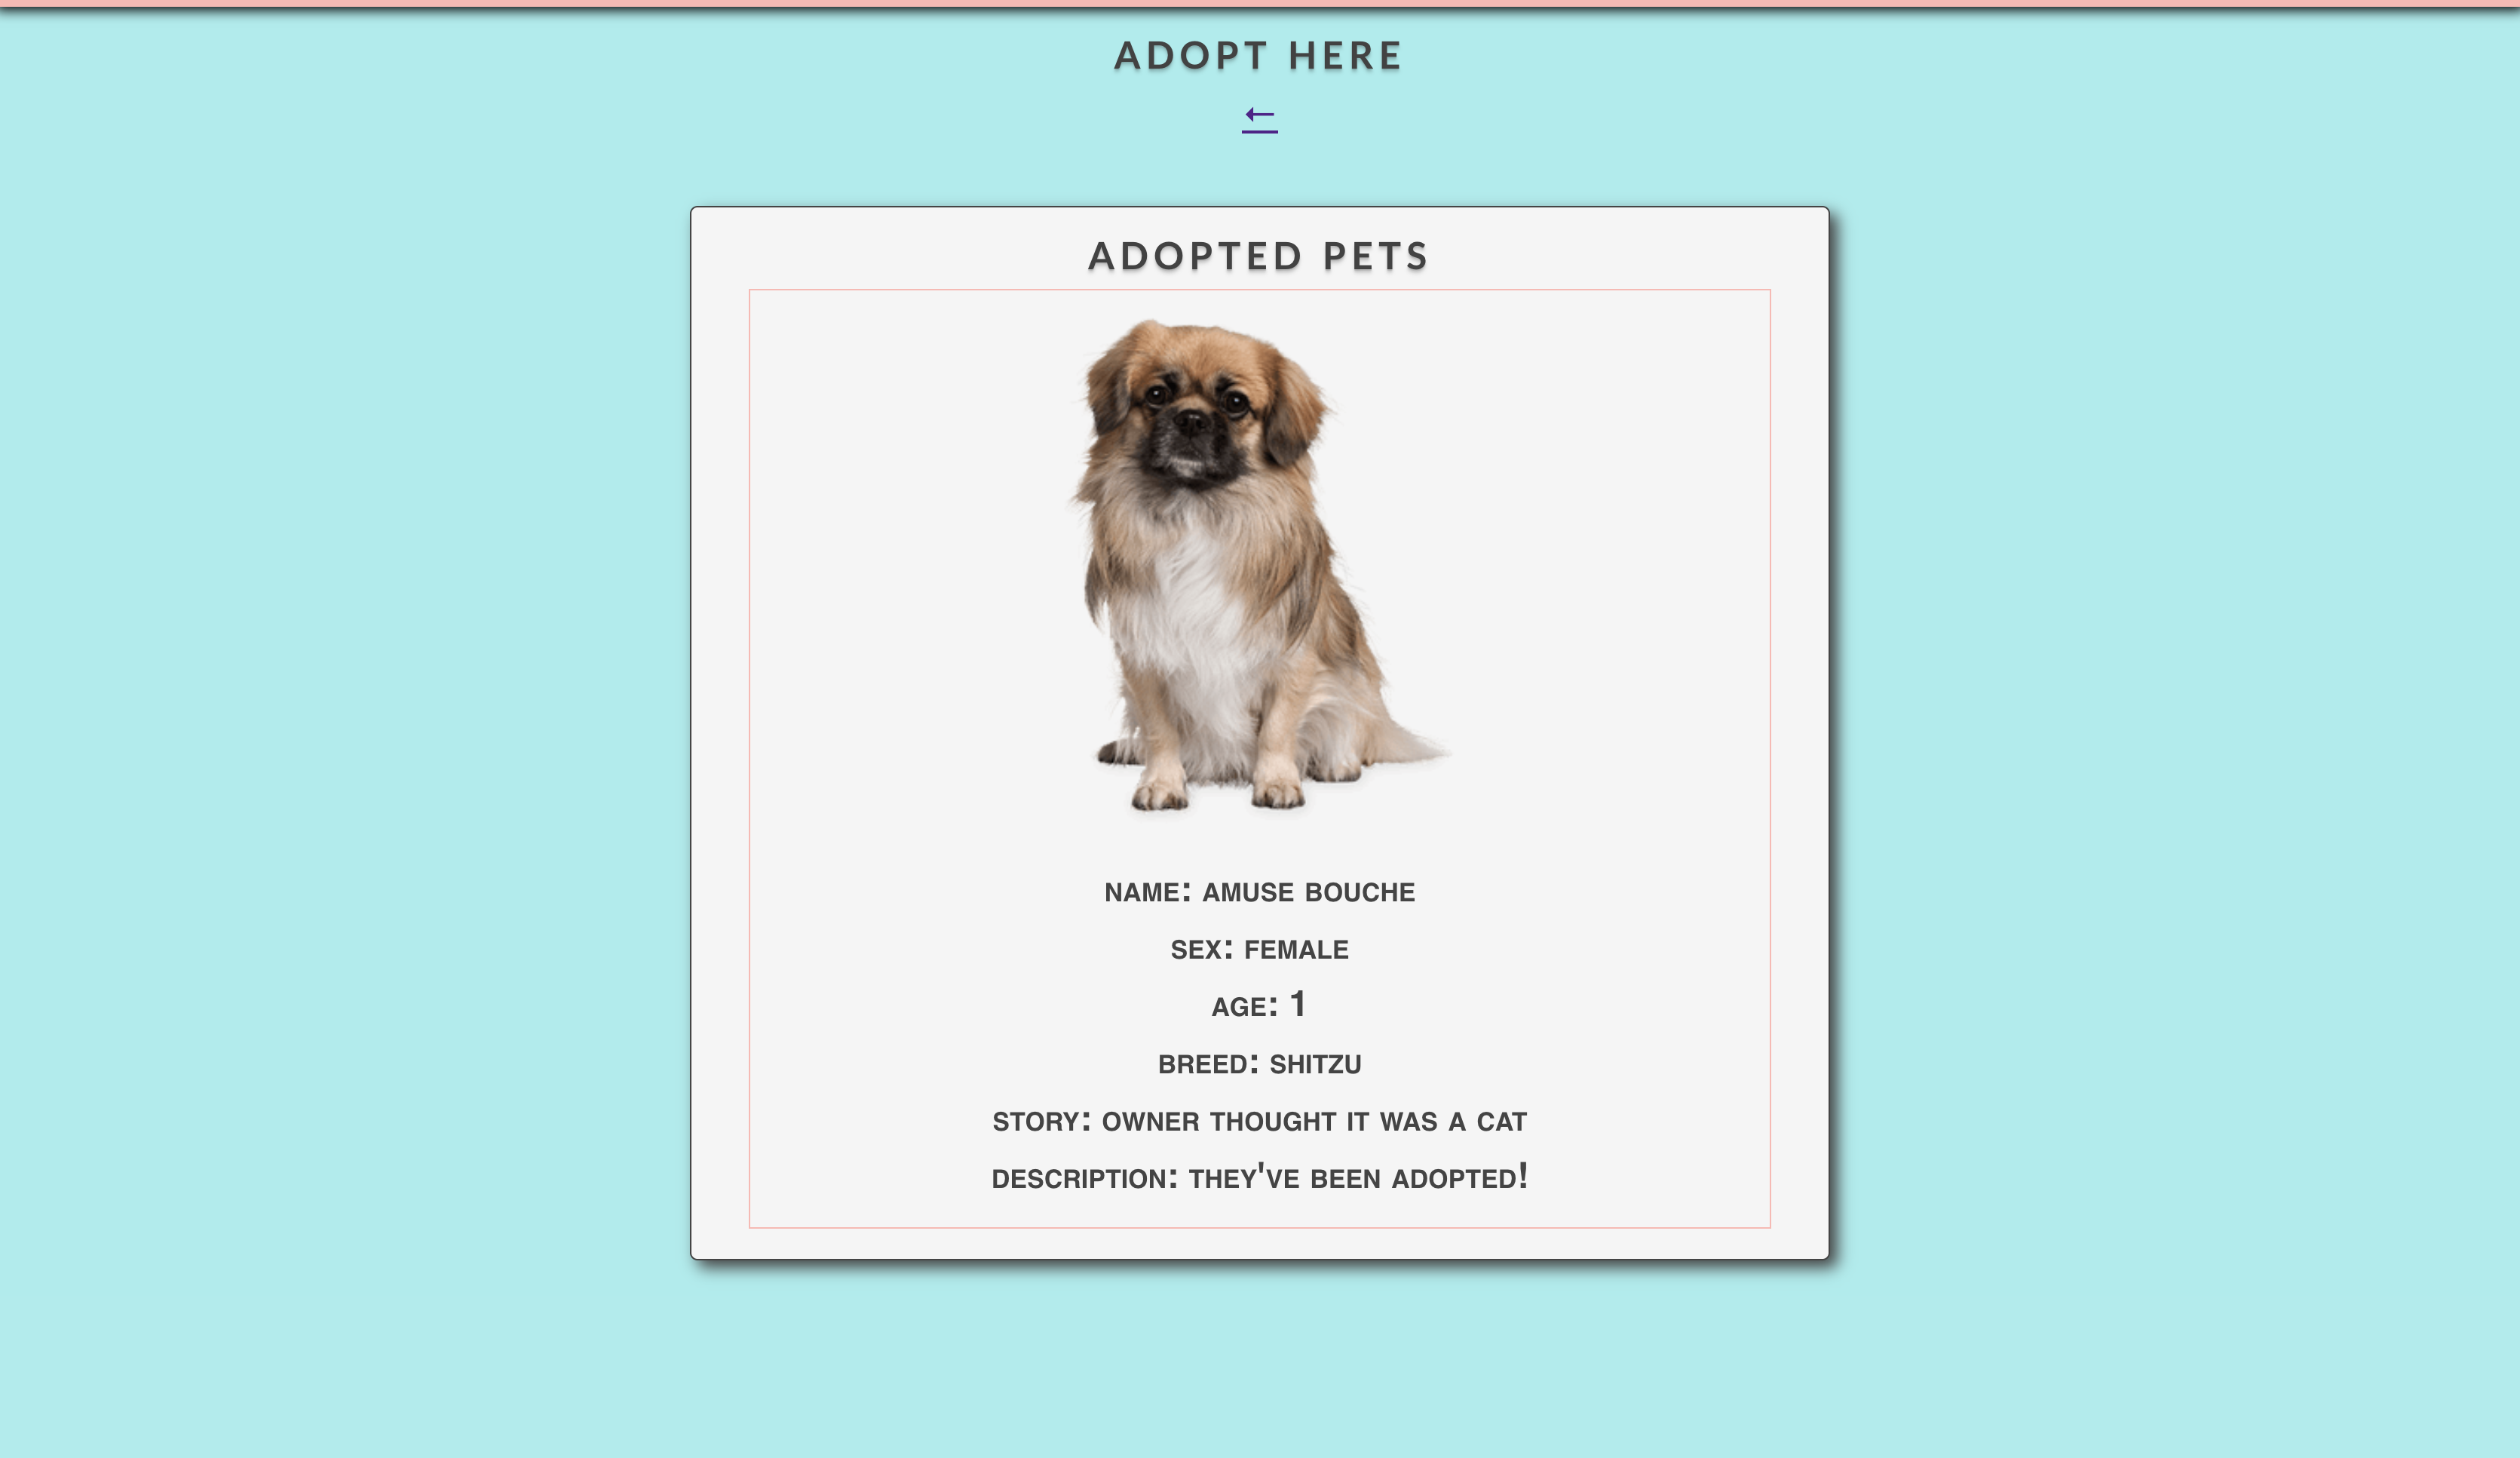 ADOPT HERE
←
ADOPTED PETS
NAME: AMUSE BOUCHE
SEX: FEMALE
AGE: 1
BREED: SHITZU
STORY: OWNER THOUGHT IT WAS A CAT
DESCRIPTION: THEY'VE BEEN ADOPTED!